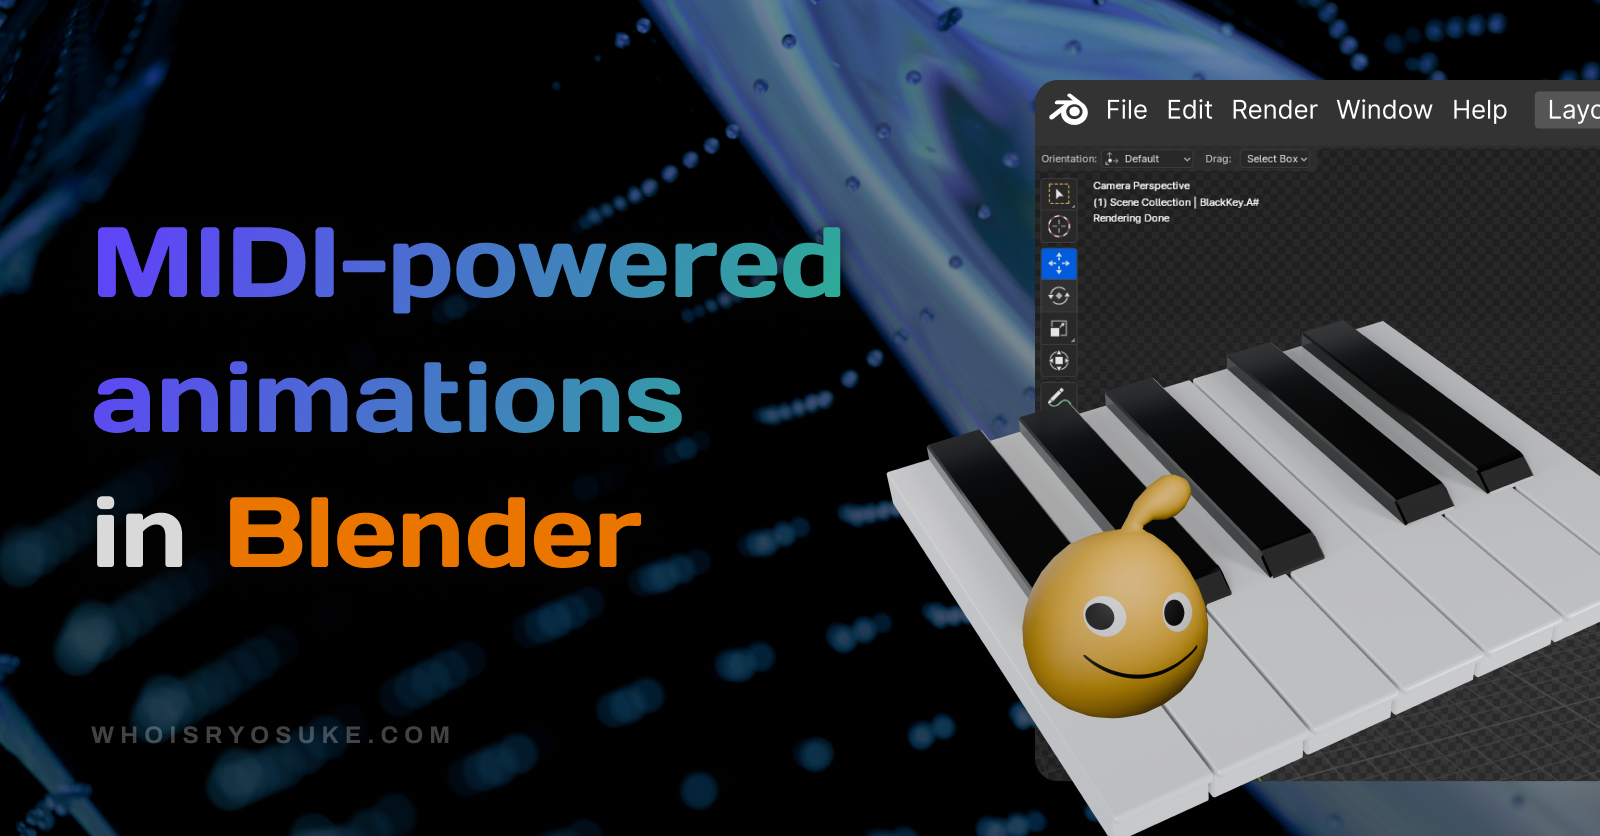 MIDI-powered
animations
in Blender
WHOISRYOSUKE.COM
File Edit Render Window Help
Orientation: Default Drag: Select Box
Camera Perspective
(1) Scene Collection | BlackKey.A#
Rendering Done